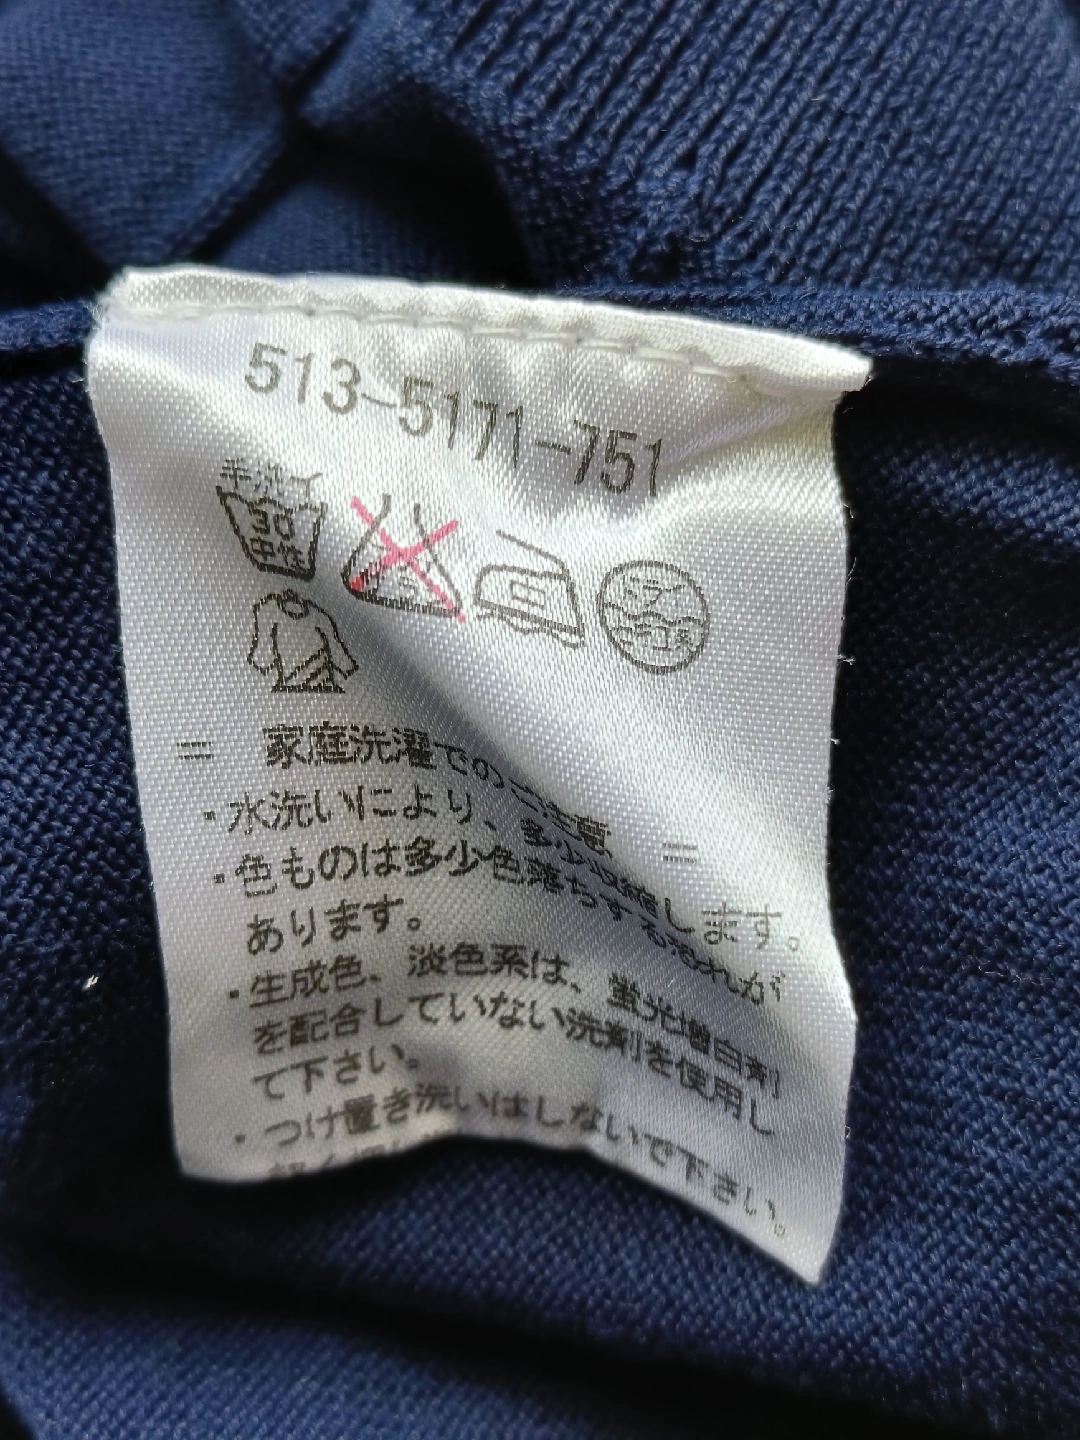 513-5171-751
手洗イ
30
中性
中
ドライ
セキユ系
= 家庭洗濯でのご注意 =
・水洗いにより、多少収縮します。
・色ものは多少色落ちする恐れが
あります。
・生成色、淡色系は、蛍光増白剤
を配合していない洗剤を使用し
て下さい。
・つけ置き洗いはしないで下さい。